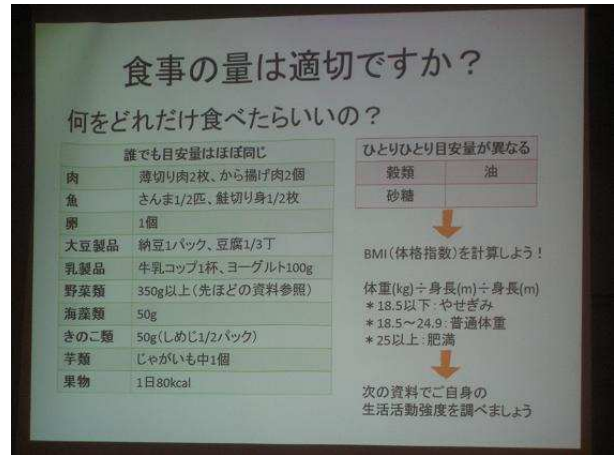 食事の量は適切ですか？
何をどれだけ食べたらいいの？
誰でも目安量はほぼ同じ
肉 薄切り肉2枚、から揚げ肉2個
魚 さんま1/2匹、鮭切り身1/2枚
卵 1個
大豆製品 納豆1パック、豆腐1/3丁
乳製品 牛乳コップ1杯、ヨーグルト100g
野菜類 350g以上(先ほどの資料参照)
海藻類 50g
きのこ類 50g(しめじ1/2パック)
芋類 じゃがいも中1個
果物 1日80kcal
ひとりひとり目安量が異なる
穀類 油
砂糖
BMI(体格指数)を計算しよう！
体重(kg)÷身長(m)÷身長(m)
＊18.5以下：やせぎみ
＊18.5～24.9：普通体重
＊25以上：肥満
次の資料でご自身の
生活活動強度を調べましょう